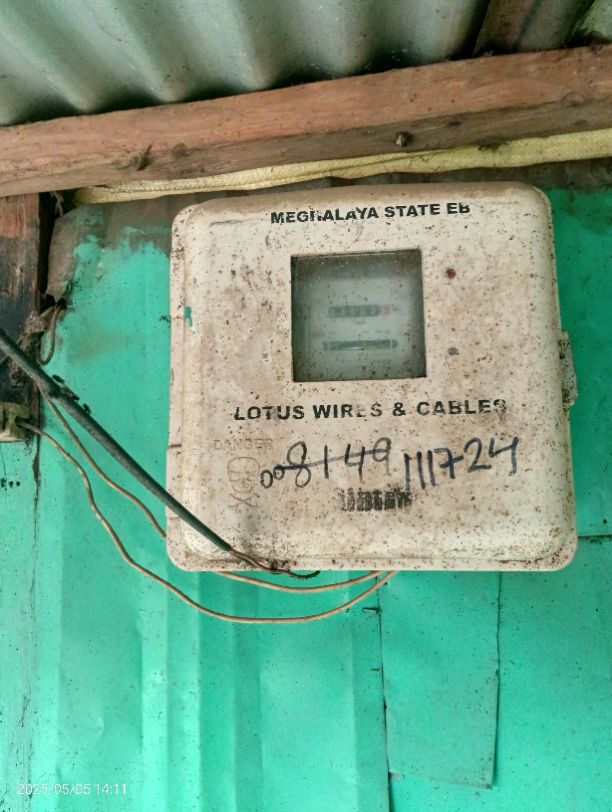 MEGHALAYA STATE EB
LOTUS WIRES & CABLES
DANGER
008149
111724
2025/05/05 14:11